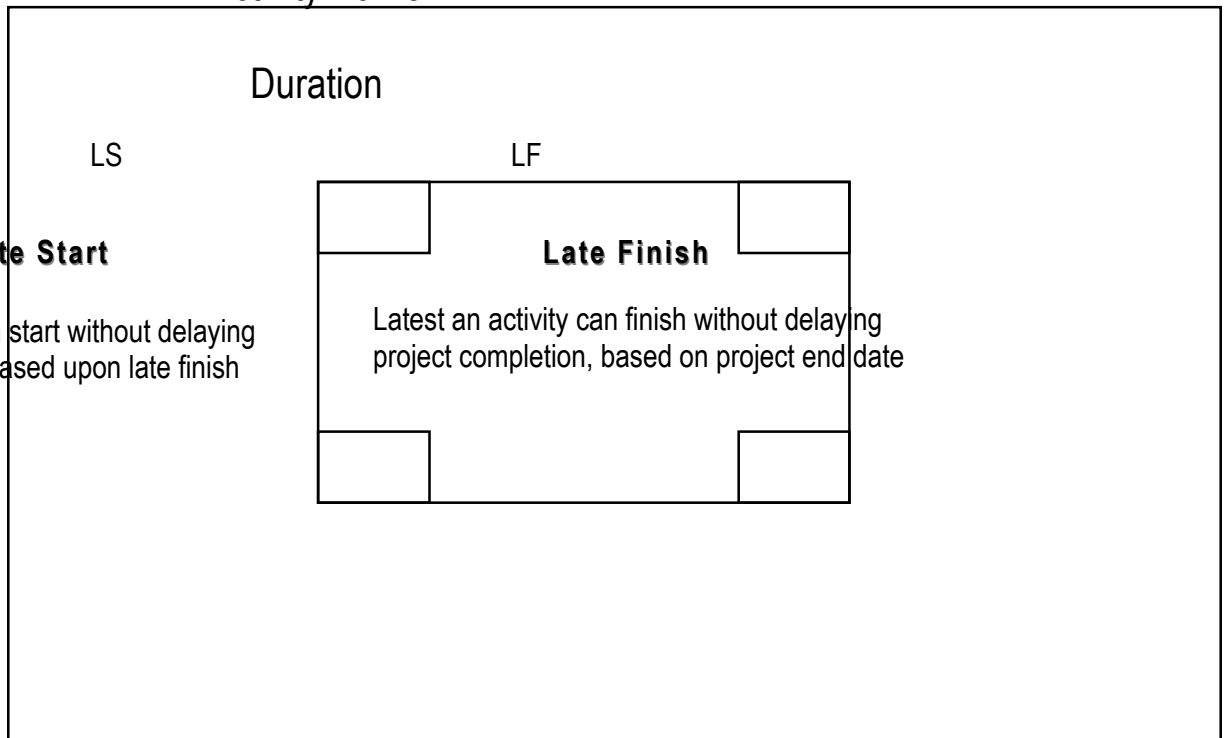 Duration
LS
LF
te Start
Late Finish
start without delaying
ased upon late finish
Latest an activity can finish without delaying
project completion, based on project end date